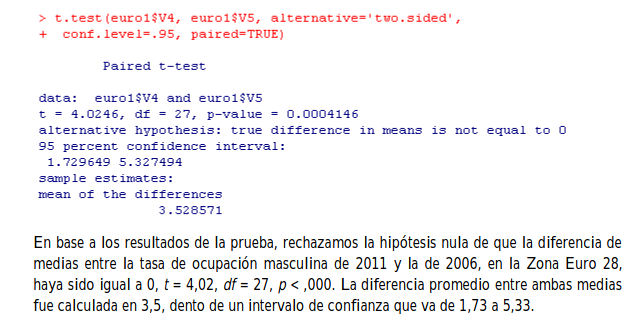 > t.test(euro1$V4, euro1$V5, alternative='two.sided',
+ conf.level=.95, paired=TRUE)
Paired t-test
data: euro1$V4 and euro1$V5
t = 4.0246, df = 27, p-value = 0.0004146
alternative hypothesis: true difference in means is not equal to 0
95 percent confidence interval:
1.729649 5.327494
sample estimates:
mean of the differences
3.528571
En base a los resultados de la prueba, rechazamos la hipótesis nula de que la diferencia de
medias entre la tasa de ocupación masculina de 2011 y la de 2006, en la Zona Euro 28,
haya sido igual a 0, t = 4,02, df = 27, p < ,000. La diferencia promedio entre ambas medias
fue calculada en 3,5, dento de un intervalo de confianza que va de 1,73 a 5,33.